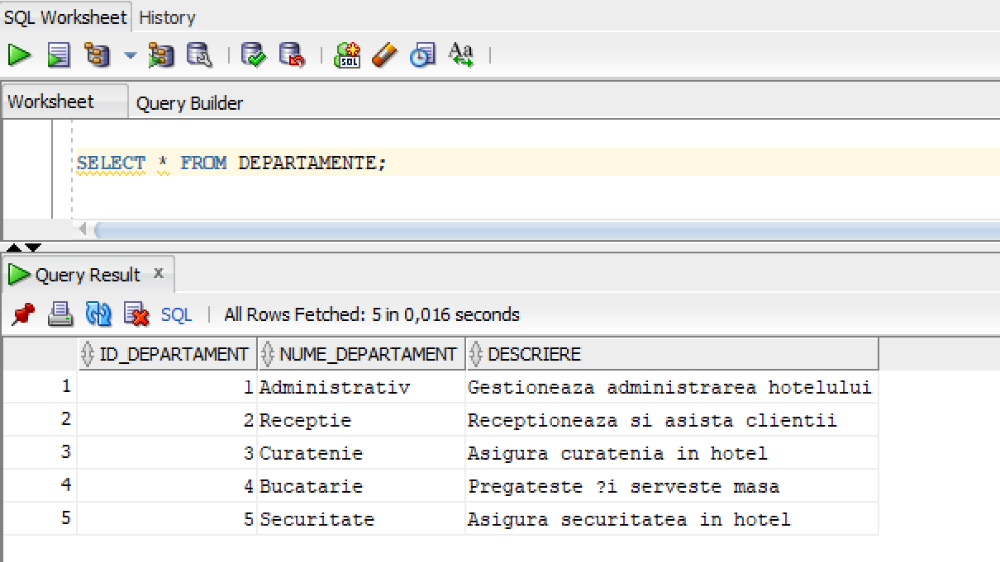 SQL Worksheet History
SQL Aa
Worksheet Query Builder
SELECT * FROM DEPARTAMENTE;
Query Result x
SQL | All Rows Fetched: 5 in 0,016 seconds
ID_DEPARTAMENT NUME_DEPARTAMENT DESCRIERE
1 1 Administrativ Gestioneaza administrarea hotelului
2 2 Receptie Receptioneaza si asista clientii
3 3 Curatenie Asigura curatenia in hotel
4 4 Bucatarie Pregateste ?i serveste masa
5 5 Securitate Asigura securitatea in hotel